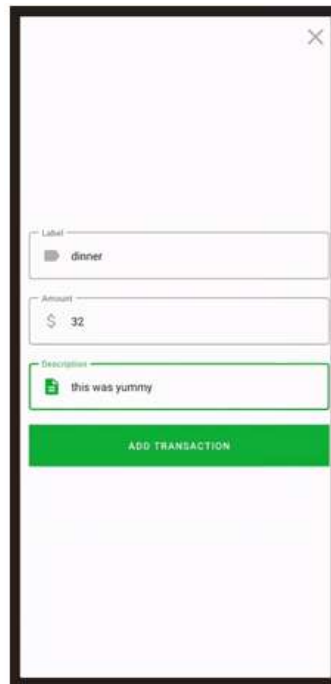 Label
dinner
Amount
$ 32
Description
this was yummy
ADD TRANSACTION